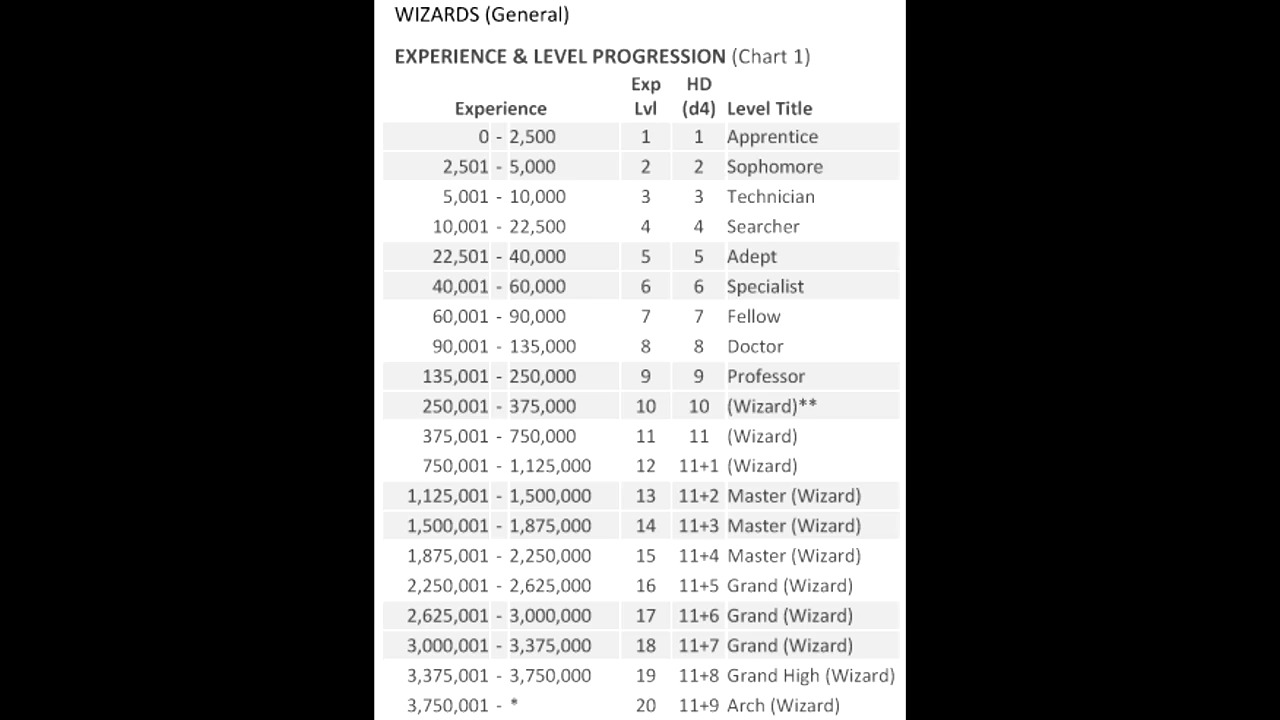 WIZARDS (General)
EXPERIENCE & LEVEL PROGRESSION (Chart 1)
Exp HD
Experience Lvl (d4) Level Title
0 - 2,500 1 1 Apprentice
2,501 - 5,000 2 2 Sophomore
5,001 - 10,000 3 3 Technician
10,001 - 22,500 4 4 Searcher
22,501 - 40,000 5 5 Adept
40,001 - 60,000 6 6 Specialist
60,001 - 90,000 7 7 Fellow
90,001 - 135,000 8 8 Doctor
135,001 - 250,000 9 9 Professor
250,001 - 375,000 10 10 (Wizard)**
375,001 - 750,000 11 11 (Wizard)
750,001 - 1,125,000 12 11+1 (Wizard)
1,125,001 - 1,500,000 13 11+2 Master (Wizard)
1,500,001 - 1,875,000 14 11+3 Master (Wizard)
1,875,001 - 2,250,000 15 11+4 Master (Wizard)
2,250,001 - 2,625,000 16 11+5 Grand (Wizard)
2,625,001 - 3,000,000 17 11+6 Grand (Wizard)
3,000,001 - 3,375,000 18 11+7 Grand (Wizard)
3,375,001 - 3,750,000 19 11+8 Grand High (Wizard)
3,750,001 - * 20 11+9 Arch (Wizard)